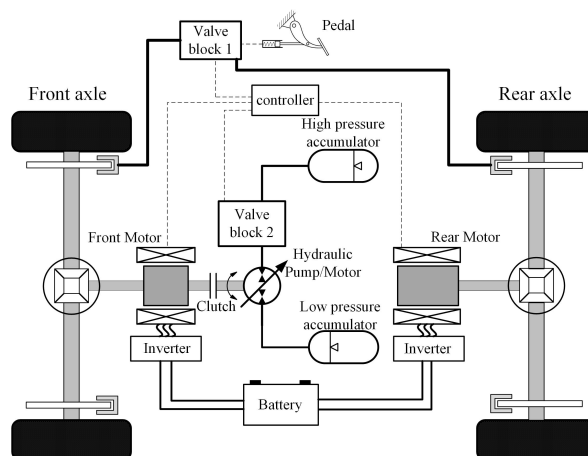 Valve
block 1
Pedal
Front axle
controller
Rear axle
High pressure
accumulator
Valve
block 2
Front Motor
Hydraulic
Pump/Motor
Rear Motor
Clutch
Low pressure
accumulator
Inverter
Inverter
Battery